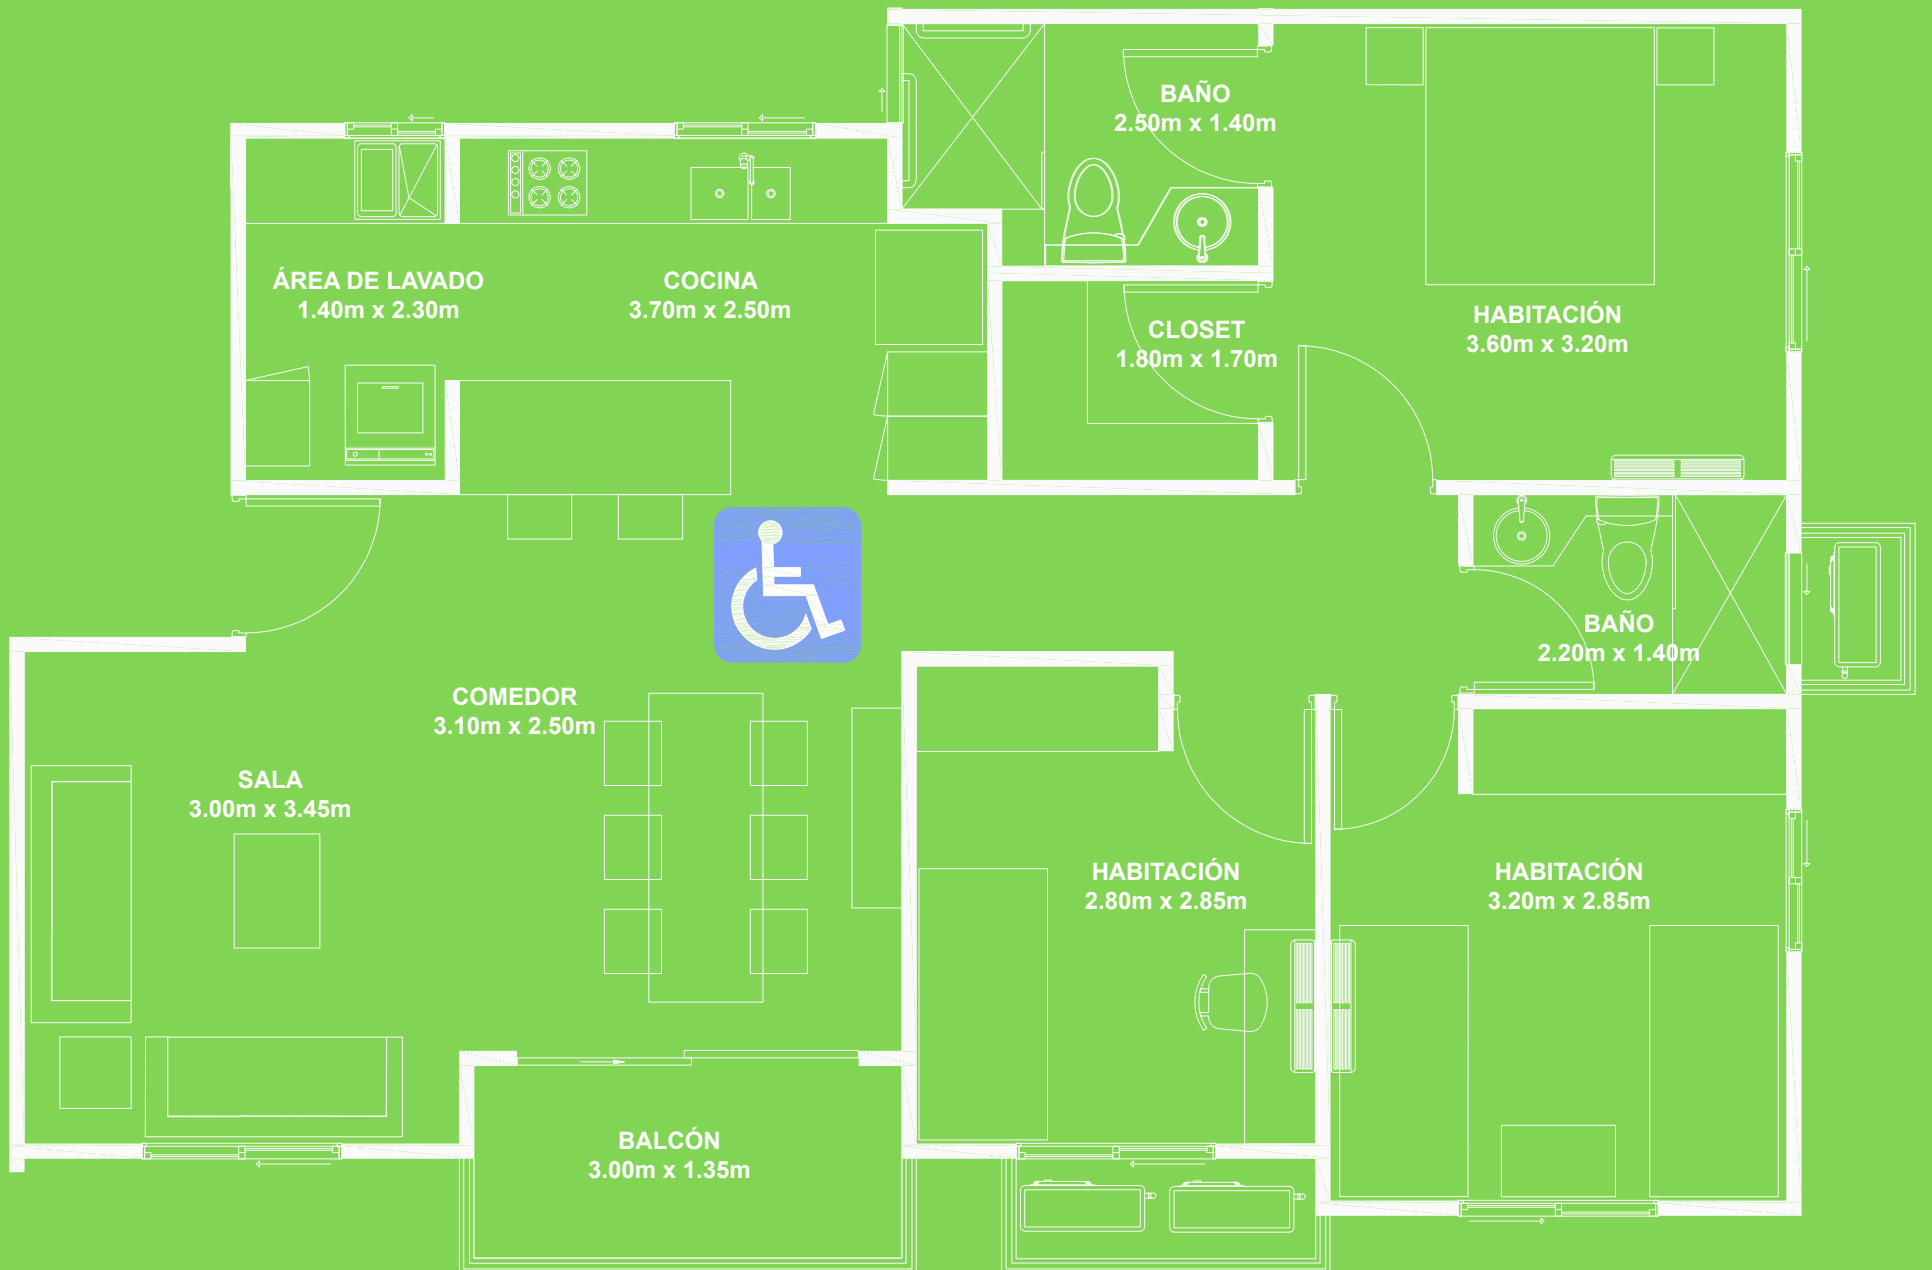 BAÑO
2.50m x 1.40m
ÁREA DE LAVADO
1.40m x 2.30m
COCINA
3.70m x 2.50m
CLOSET
1.80m x 1.70m
HABITACIÓN
3.60m x 3.20m
BAÑO
2.20m x 1.40m
COMEDOR
3.10m x 2.50m
SALA
3.00m x 3.45m
HABITACIÓN
2.80m x 2.85m
HABITACIÓN
3.20m x 2.85m
BALCÓN
3.00m x 1.35m